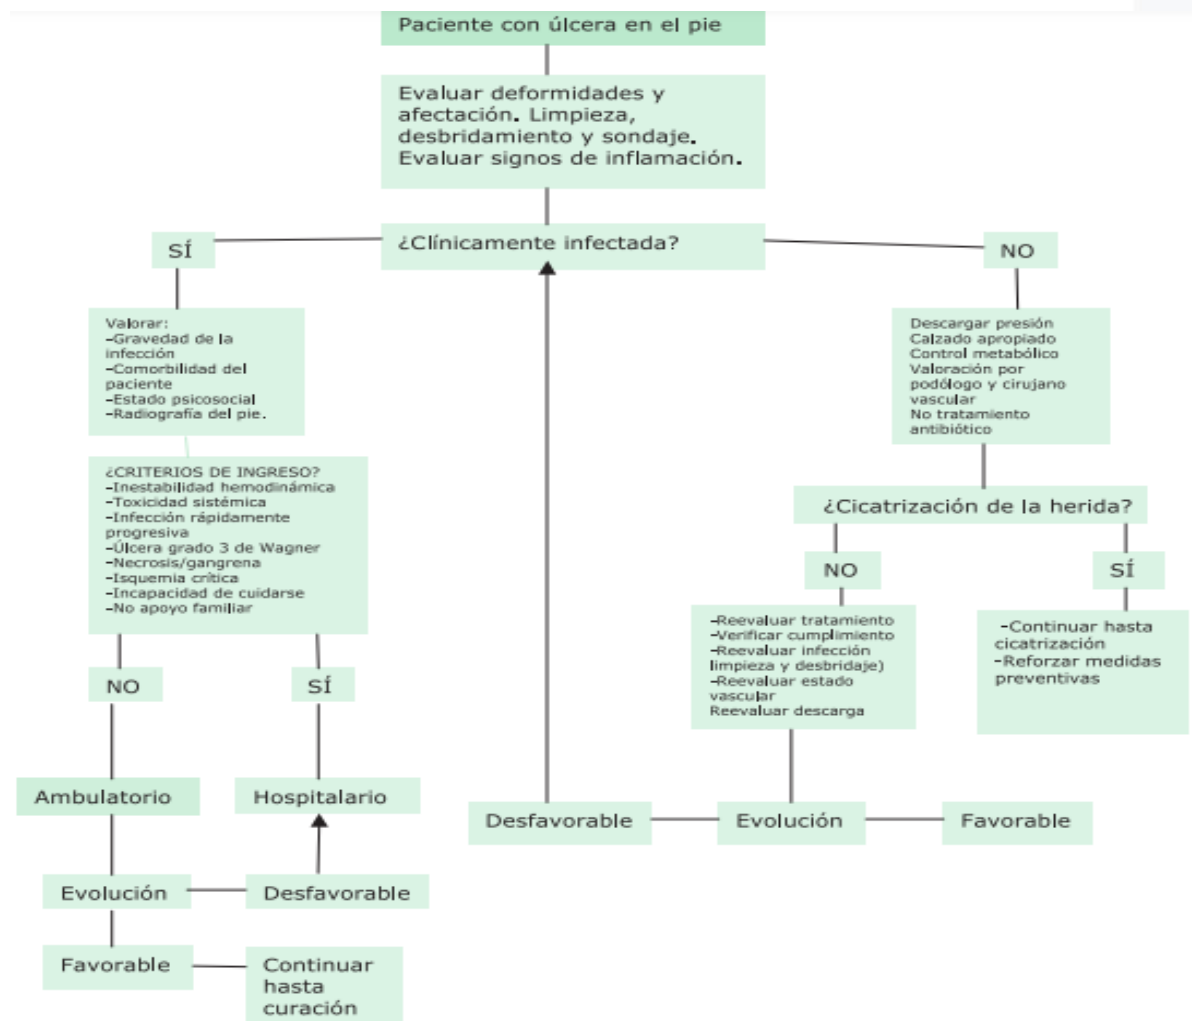 Paciente con úlcera en el pie
Evaluar deformidades y
afectación. Limpieza,
desbridamiento y sondaje.
Evaluar signos de inflamación.
¿Clínicamente infectada?
SÍ
NO
Valorar:
-Gravedad de la
infección
-Comorbilidad del
paciente
-Estado psicosocial
-Radiografía del pie.
Descargar presión
Calzado apropiado
Control metabólico
Valoración por
podólogo y cirujano
vascular
No tratamiento
antibiótico
¿CRITERIOS DE INGRESO?
-Inestabilidad hemodinámica
-Toxicidad sistémica
-Infección rápidamente
progresiva
-Úlcera grado 3 de Wagner
-Necrosis/gangrena
-Isquemia crítica
-Incapacidad de cuidarse
-No apoyo familiar
¿Cicatrización de la herida?
NO
SÍ
-Reevaluar tratamiento
-Verificar cumplimiento
-Reevaluar infección
limpieza y desbridaje)
-Reevaluar estado
vascular
Reevaluar descarga
-Continuar hasta
cicatrización
-Reforzar medidas
preventivas
NO
SÍ
Ambulatorio
Hospitalario
Desfavorable
Evolución
Favorable
Evolución
Desfavorable
Favorable
Continuar
hasta
curación